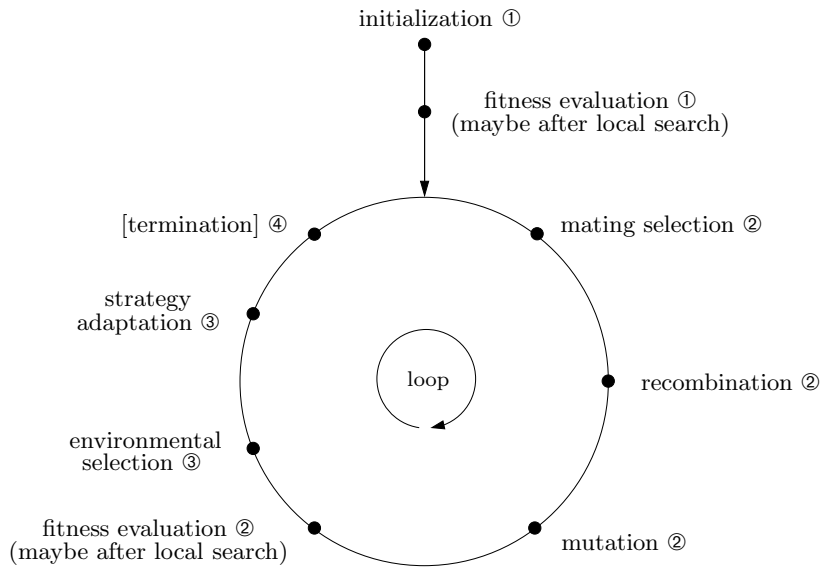 initialization ①
fitness evaluation ①
(maybe after local search)
[termination] ④
mating selection ②
strategy
adaptation ③
loop
recombination ②
environmental
selection ③
fitness evaluation ②
(maybe after local search)
mutation ②